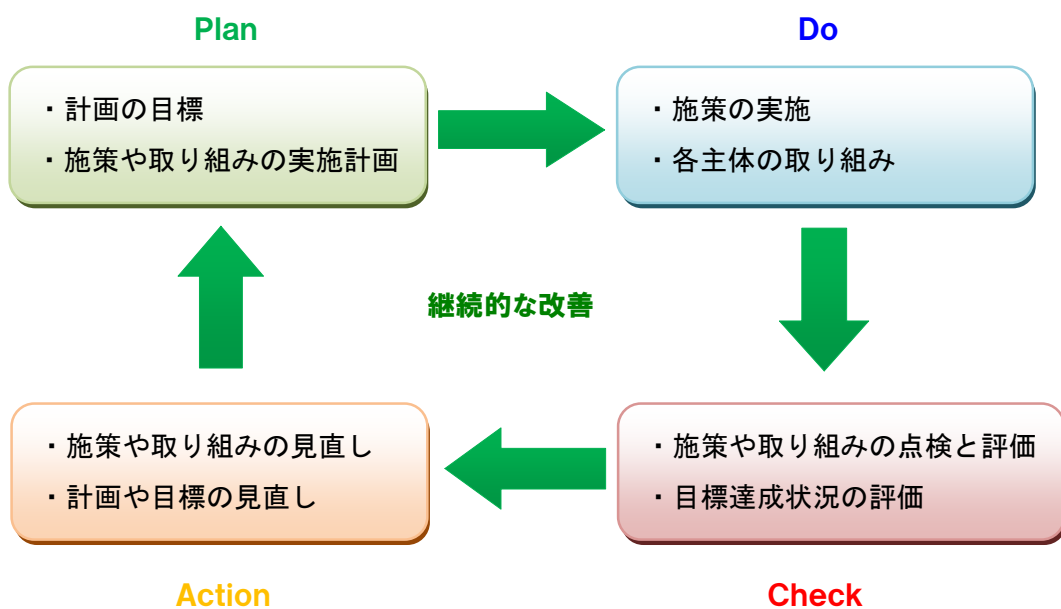 Plan
・計画の目標
・施策や取り組みの実施計画
Do
・施策の実施
・各主体の取り組み
継続的な改善
・施策や取り組みの見直し
・計画や目標の見直し
Action
・施策や取り組みの点検と評価
・目標達成状況の評価
Check